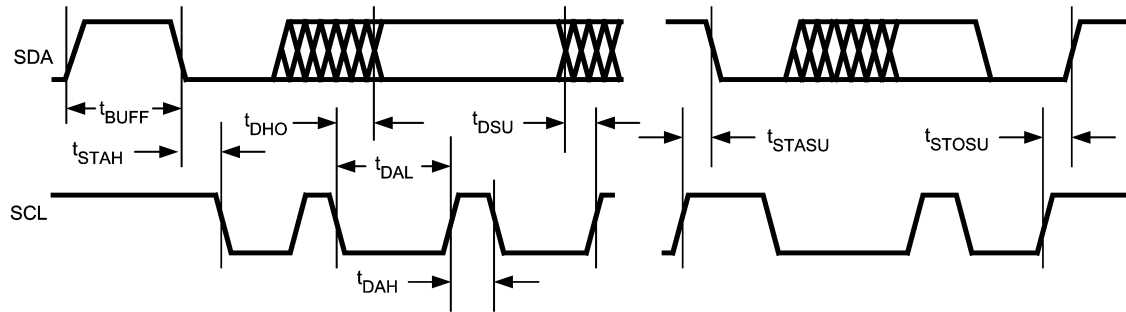 SDA
tBUFF
tDHO
tDSU
tSTAH
tSTASU
tSTOSU
tDAL
SCL
tDAH